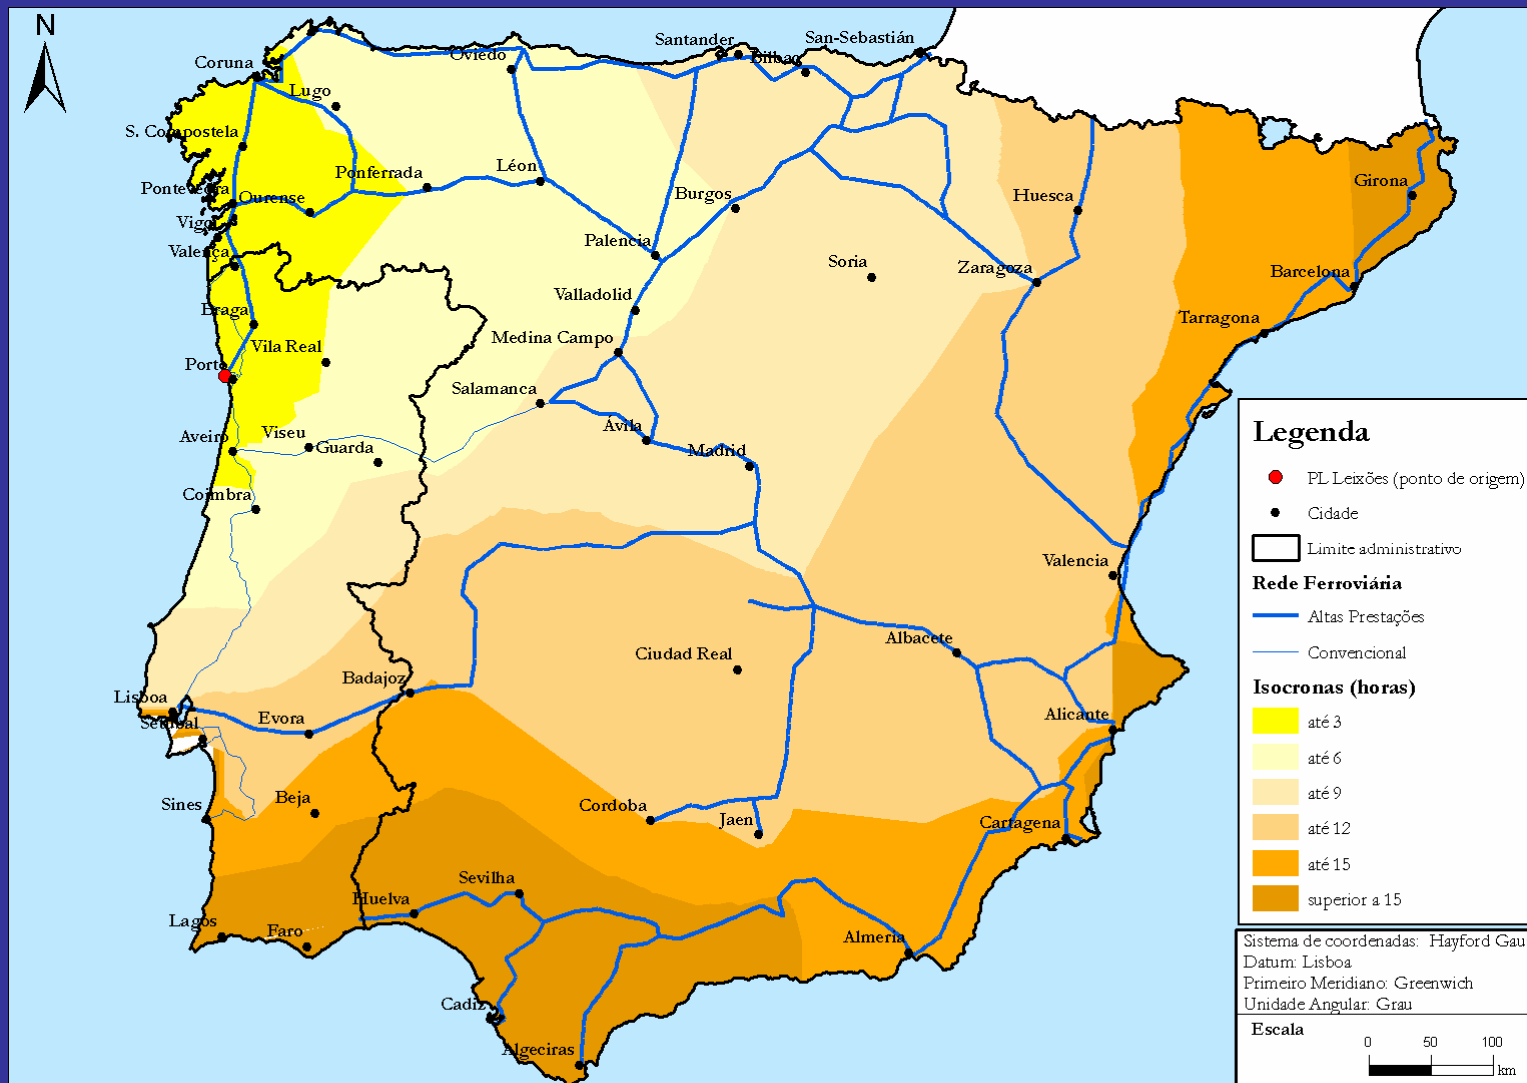 N
Santander
San-Sebastián
Oviedo
Bilbao
Coruna
Lugo
S. Compostela
Ponferrada
Léon
Pontevedra
Ourense
Burgos
Huesca
Girona
Vigo
Valença
Palencia
Soria
Zaragoza
Barcelona
Braga
Valladolid
Tarragona
Vila Real
Medina Campo
Porto
Salamanca
Aveiro
Viseu
Guarda
Ávila
Madrid
Coimbra
Valencia
Albacete
Ciudad Real
Badajoz
Lisboa
Setúbal
Evora
Alicante
Sines
Beja
Cordoba
Jaen
Cartagena
Sevilha
Huelva
Lagos
Faro
Almeria
Cadiz
Algeciras
Legenda
PL Leixões (ponto de origem)
Cidade
Limite administrativo
Rede Ferroviária
Altas Prestações
Convencional
Isocronas (horas)
até 3
até 6
até 9
até 12
até 15
superior a 15
Sistema de coordenadas: Hayford Gau
Datum: Lisboa
Primeiro Meridiano: Greenwich
Unidade Angular: Grau
Escala
0 50 100
km